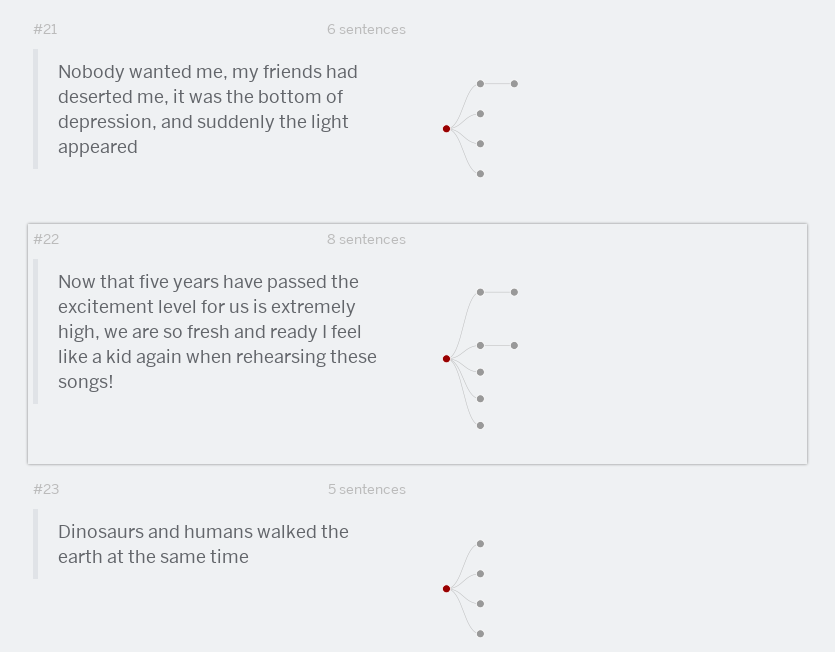 #21 6 sentences
Nobody wanted me, my friends had
deserted me, it was the bottom of
depression, and suddenly the light
appeared
#22 8 sentences
Now that five years have passed the
excitement level for us is extremely
high, we are so fresh and ready I feel
like a kid again when rehearsing these
songs!
#23 5 sentences
Dinosaurs and humans walked the
earth at the same time